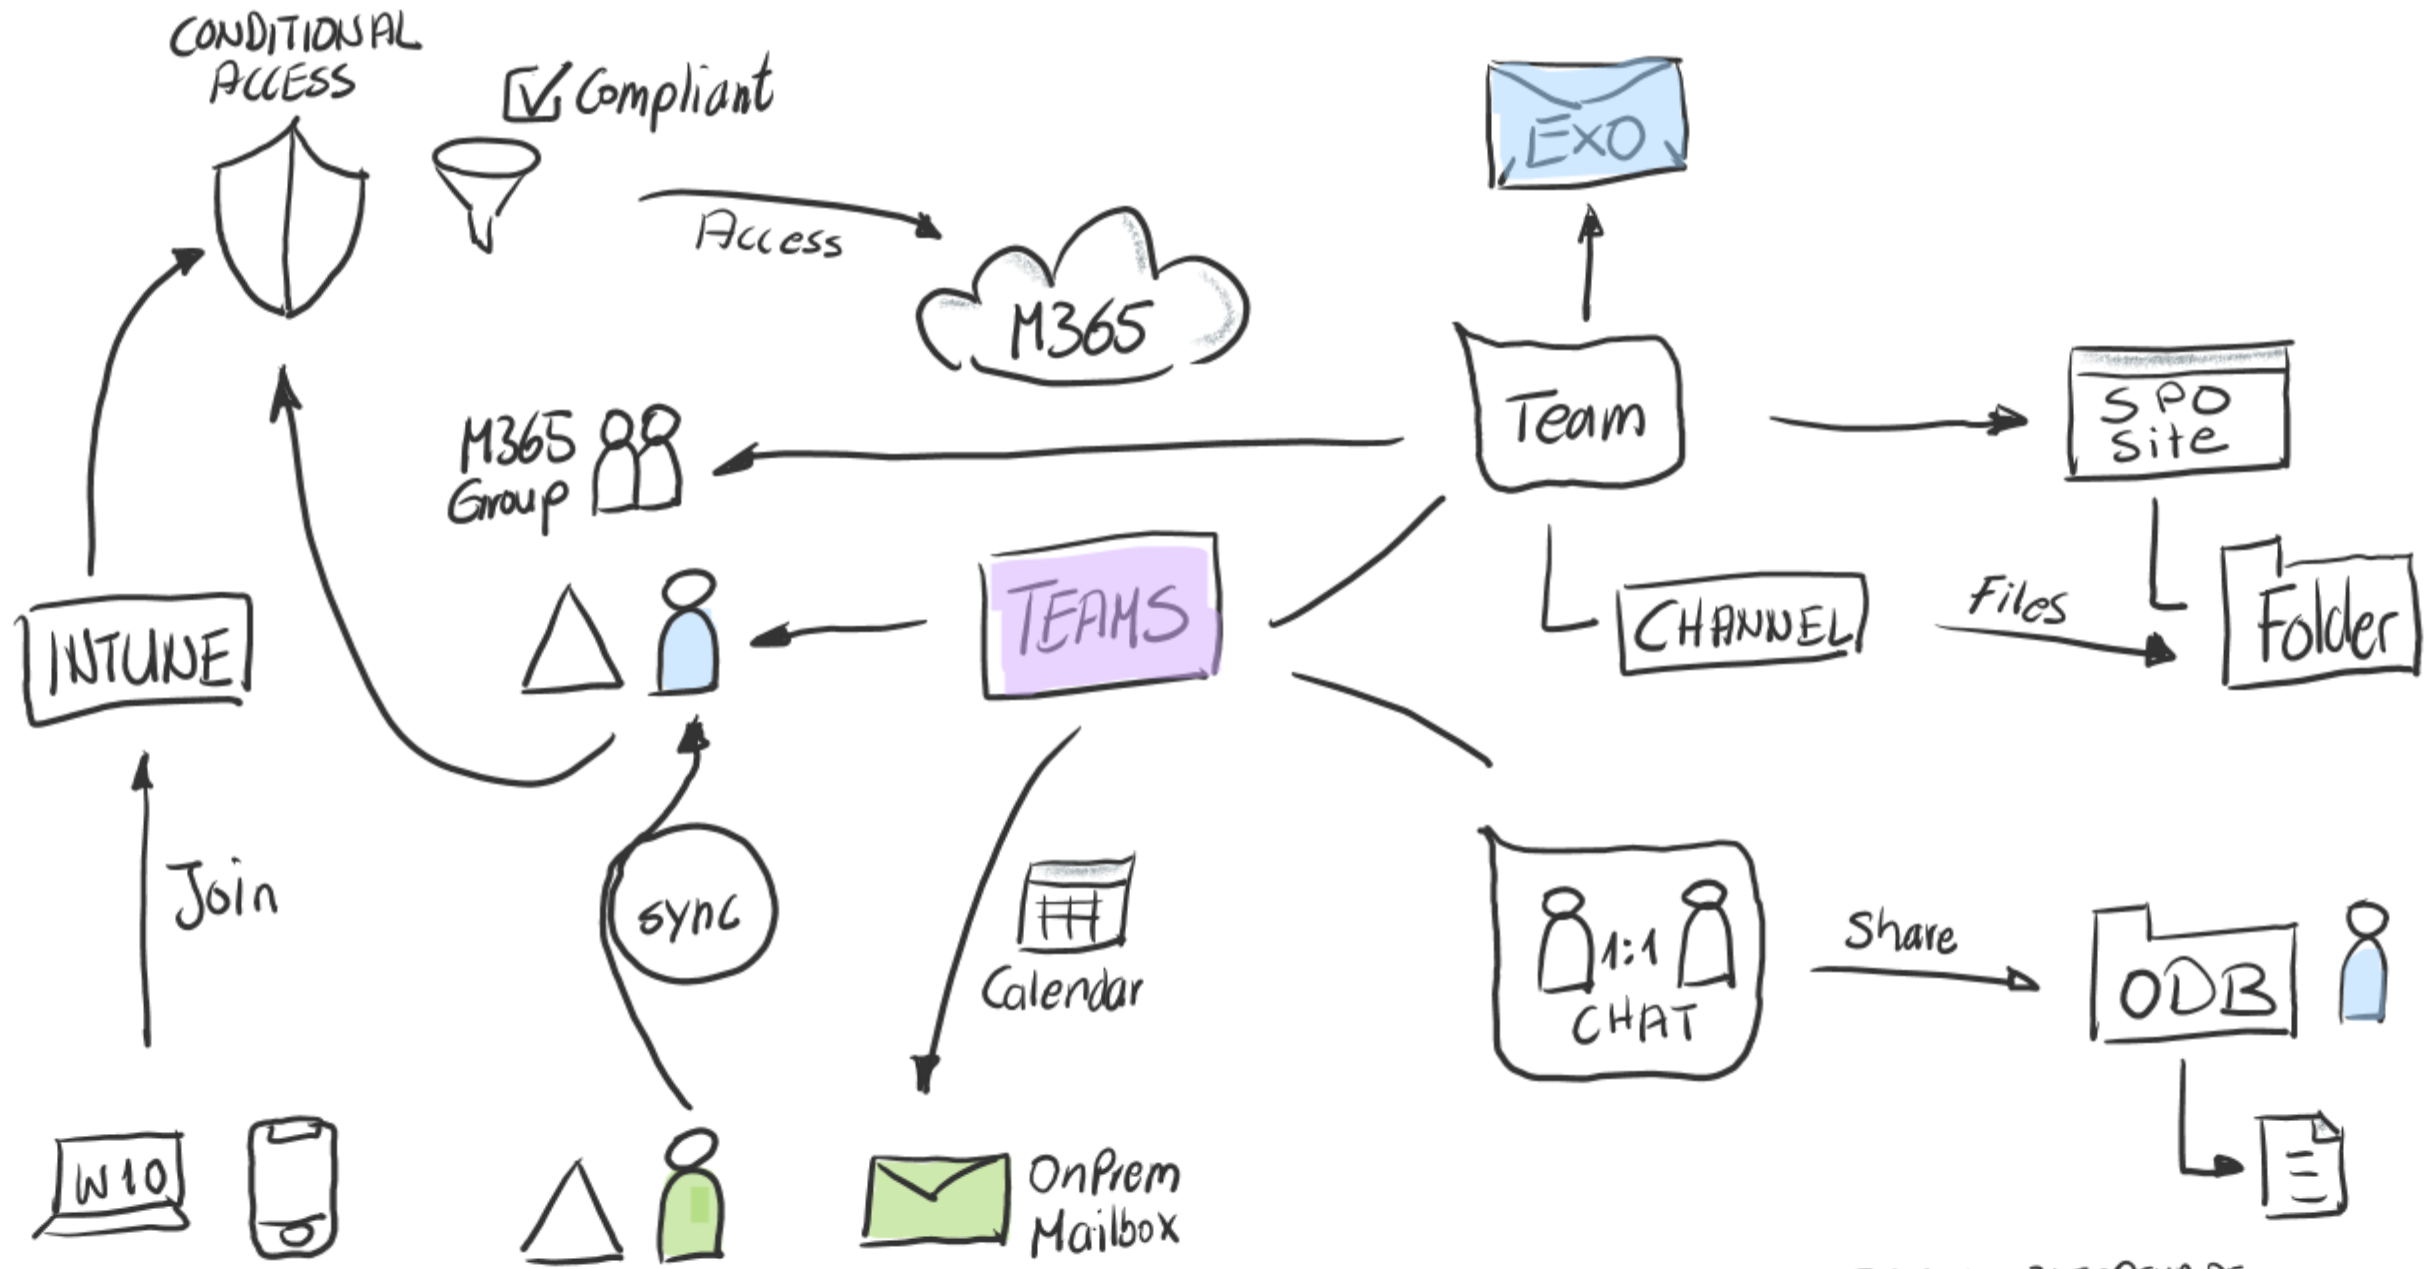 CONDITIONAL
ACCESS
Compliant
Access
M365
EXO
Team
SPO
Site
M365
Group
TEAMS
CHANNEL
Files
Folder
INTUNE
Join
sync
Calendar
1:1
CHAT
Share
ODB
W10
OnPrem
Mailbox